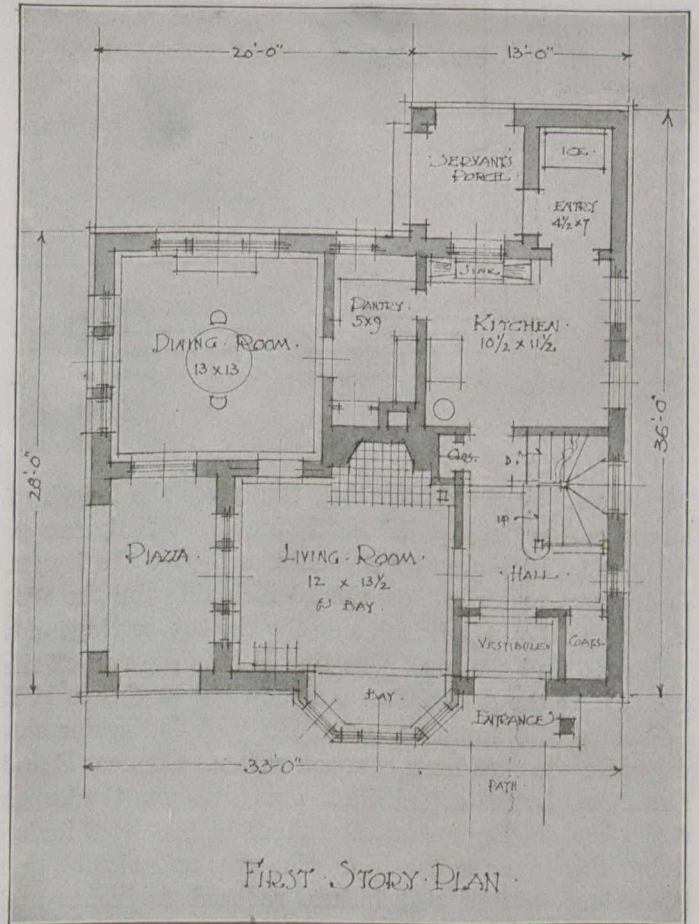 20'-0"
13'-0"
SERVANT'S
PORCH
ICE
ENTRY
4½ x 7
SINK
PANTRY
5x9
KITCHEN
10½ x 11½
DINING · ROOM ·
13 x 13
28'-0"
36'-0"
D.
UP
PIAZZA ·
LIVING · ROOM ·
12 x 13½
& BAY
· HALL ·
VESTIBULE
COATS
BAY
ENTRANCE
33'-0"
PATH
FIRST · STORY · PLAN ·